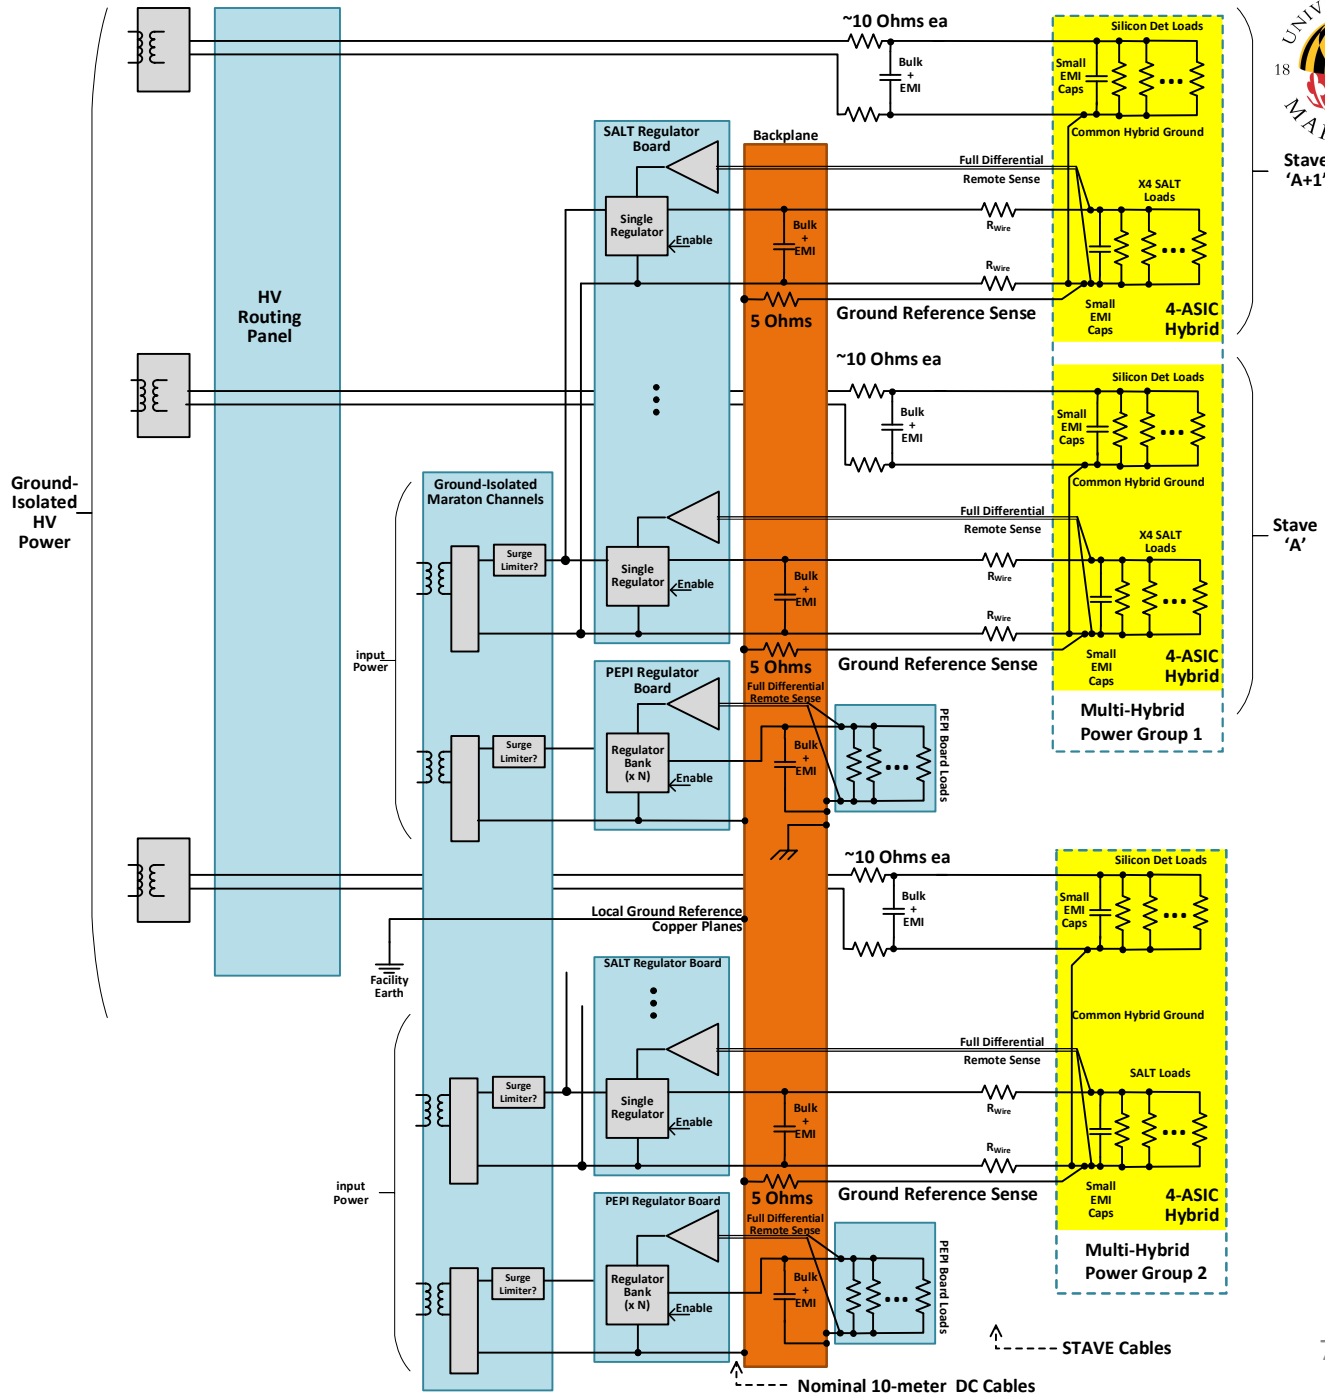 ~10 Ohms ea
Silicon Det Loads
Bulk
+
EMI
Small
EMI
Caps
18
Common Hybrid Ground
Stave
'A+1'
SALT Regulator
Board
Backplane
Full Differential
Remote Sense
X4 SALT
Loads
Single
Regulator
Enable
Bulk
+
EMI
RWire
RWire
HV
Routing
Panel
5 Ohms
Ground Reference Sense
Small
EMI
Caps
4-ASIC
Hybrid
~10 Ohms ea
Silicon Det Loads
Bulk
+
EMI
Small
EMI
Caps
Common Hybrid Ground
Ground-
Isolated
HV
Power
Ground-Isolated
Maraton Channels
Full Differential
Remote Sense
Stave
'A'
X4 SALT
Loads
Surge
Limiter?
Single
Regulator
Enable
Bulk
+
EMI
RWire
RWire
input
Power
5 Ohms
Ground Reference Sense
Small
EMI
Caps
4-ASIC
Hybrid
PEPI Regulator
Board
Full Differential
Remote Sense
Multi-Hybrid
Power Group 1
Surge
Limiter?
Regulator
Bank
(x N)
Enable
Bulk
+
EMI
PEPI Board Loads
~10 Ohms ea
Silicon Det Loads
Bulk
+
EMI
Small
EMI
Caps
Local Ground Reference
Copper Planes
Facility
Earth
SALT Regulator Board
Common Hybrid Ground
Full Differential
Remote Sense
SALT Loads
Surge
Limiter?
Single
Regulator
Enable
Bulk
+
EMI
RWire
RWire
input
Power
5 Ohms
Ground Reference Sense
Small
EMI
Caps
4-ASIC
Hybrid
PEPI Regulator Board
Full Differential
Remote Sense
Multi-Hybrid
Power Group 2
Surge
Limiter?
Regulator
Bank
(x N)
Enable
Bulk
+
EMI
PEPI Board Loads
STAVE Cables
Nominal 10-meter DC Cables
7